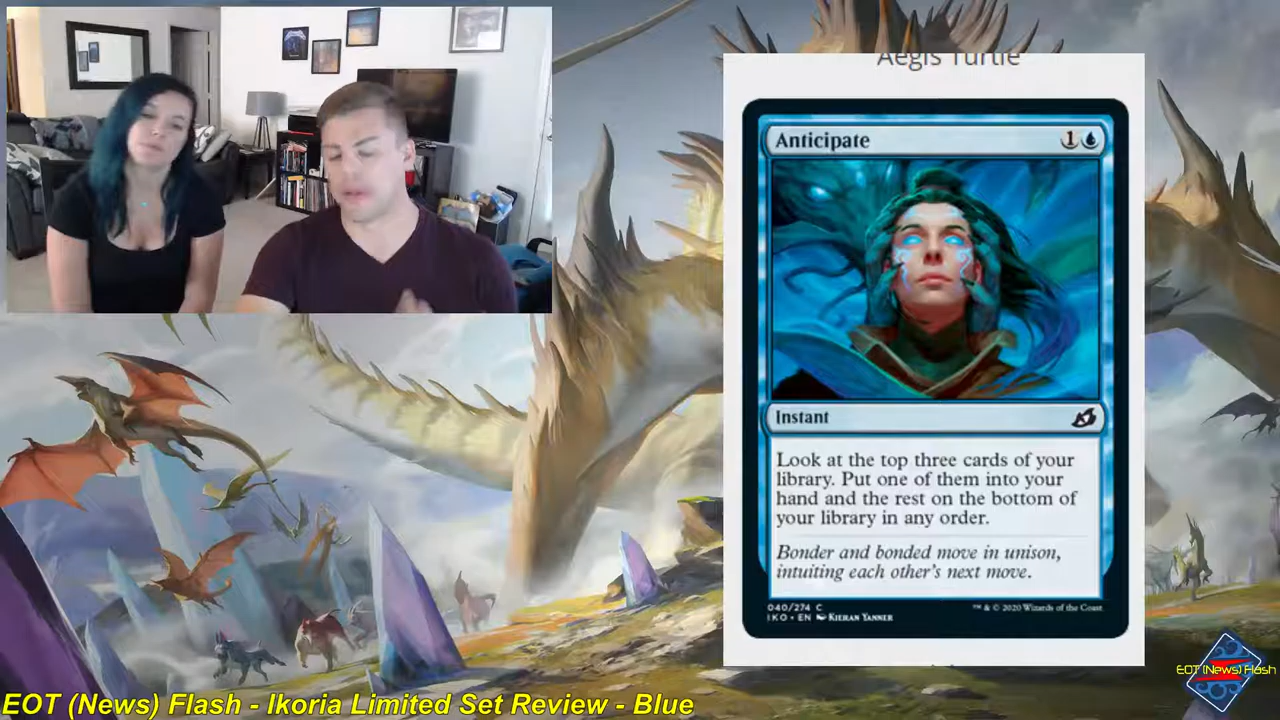 Aegis Turtle
Anticipate 1
Instant
Look at the top three cards of your
library. Put one of them into your
hand and the rest on the bottom of
your library in any order.
Bonder and bonded move in unison,
intuiting each other's next move.
040/274 C
IKO • EN KIERAN YANNER
™ & © 2020 Wizards of the Coast
EOT (News) Flash
EOT (News) Flash - Ikoria Limited Set Review - Blue